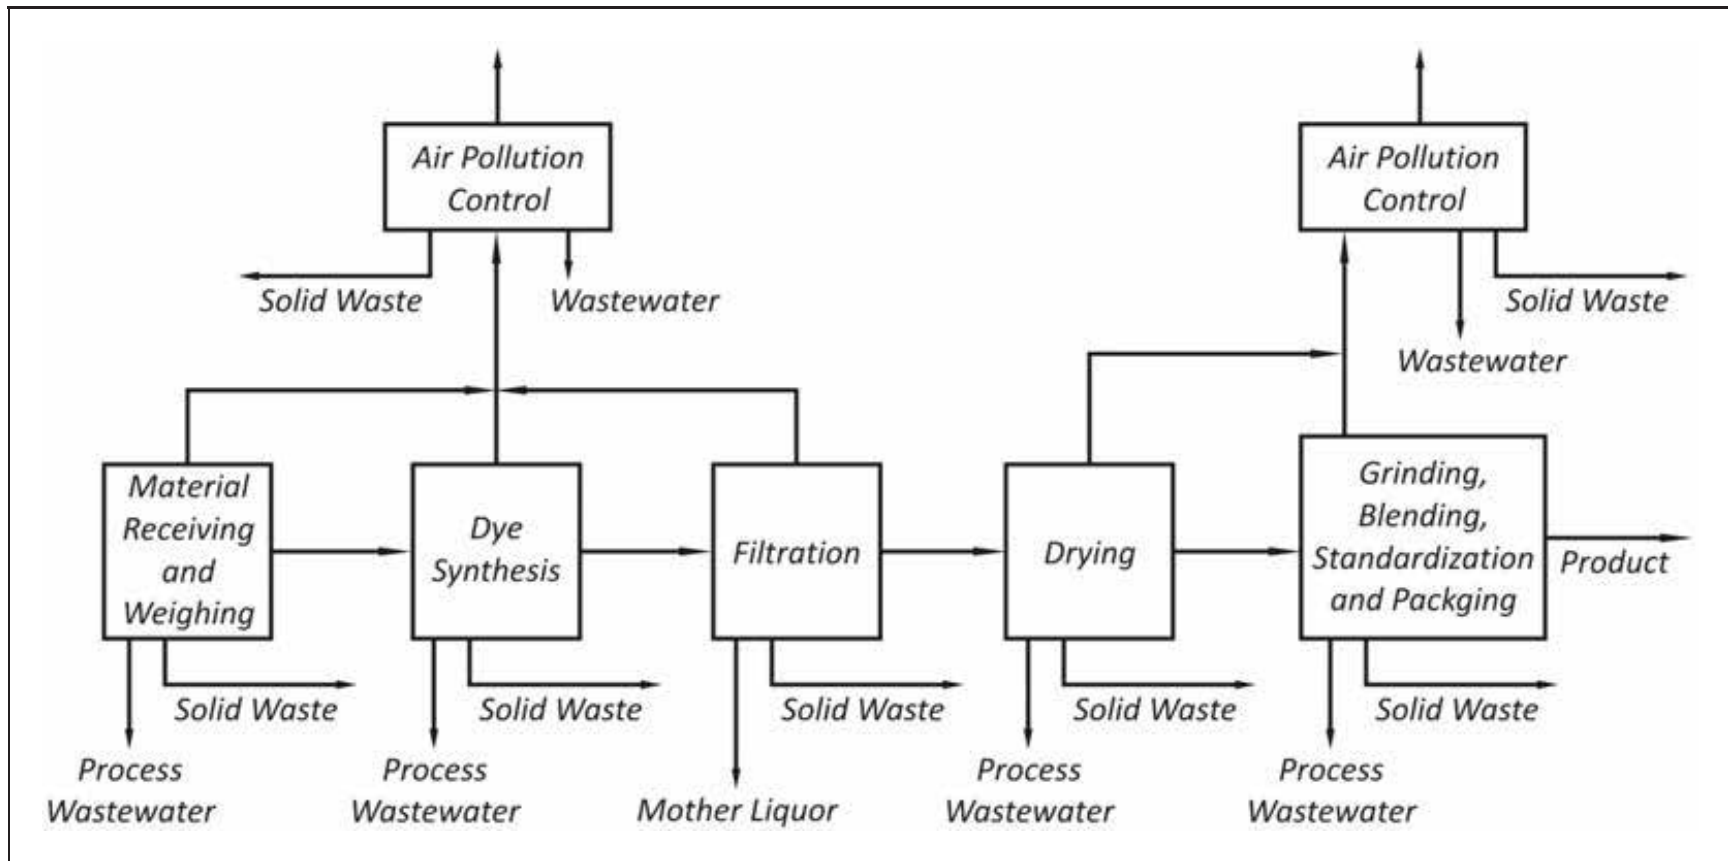 Air Pollution
Control
Air Pollution
Control
Solid Waste
Wastewater
Solid Waste
Wastewater
Material
Receiving
and
Weighing
Dye
Synthesis
Filtration
Drying
Grinding,
Blending,
Standardization
and Packging
Product
Solid Waste
Solid Waste
Solid Waste
Solid Waste
Solid Waste
Process
Wastewater
Process
Wastewater
Mother Liquor
Process
Wastewater
Process
Wastewater